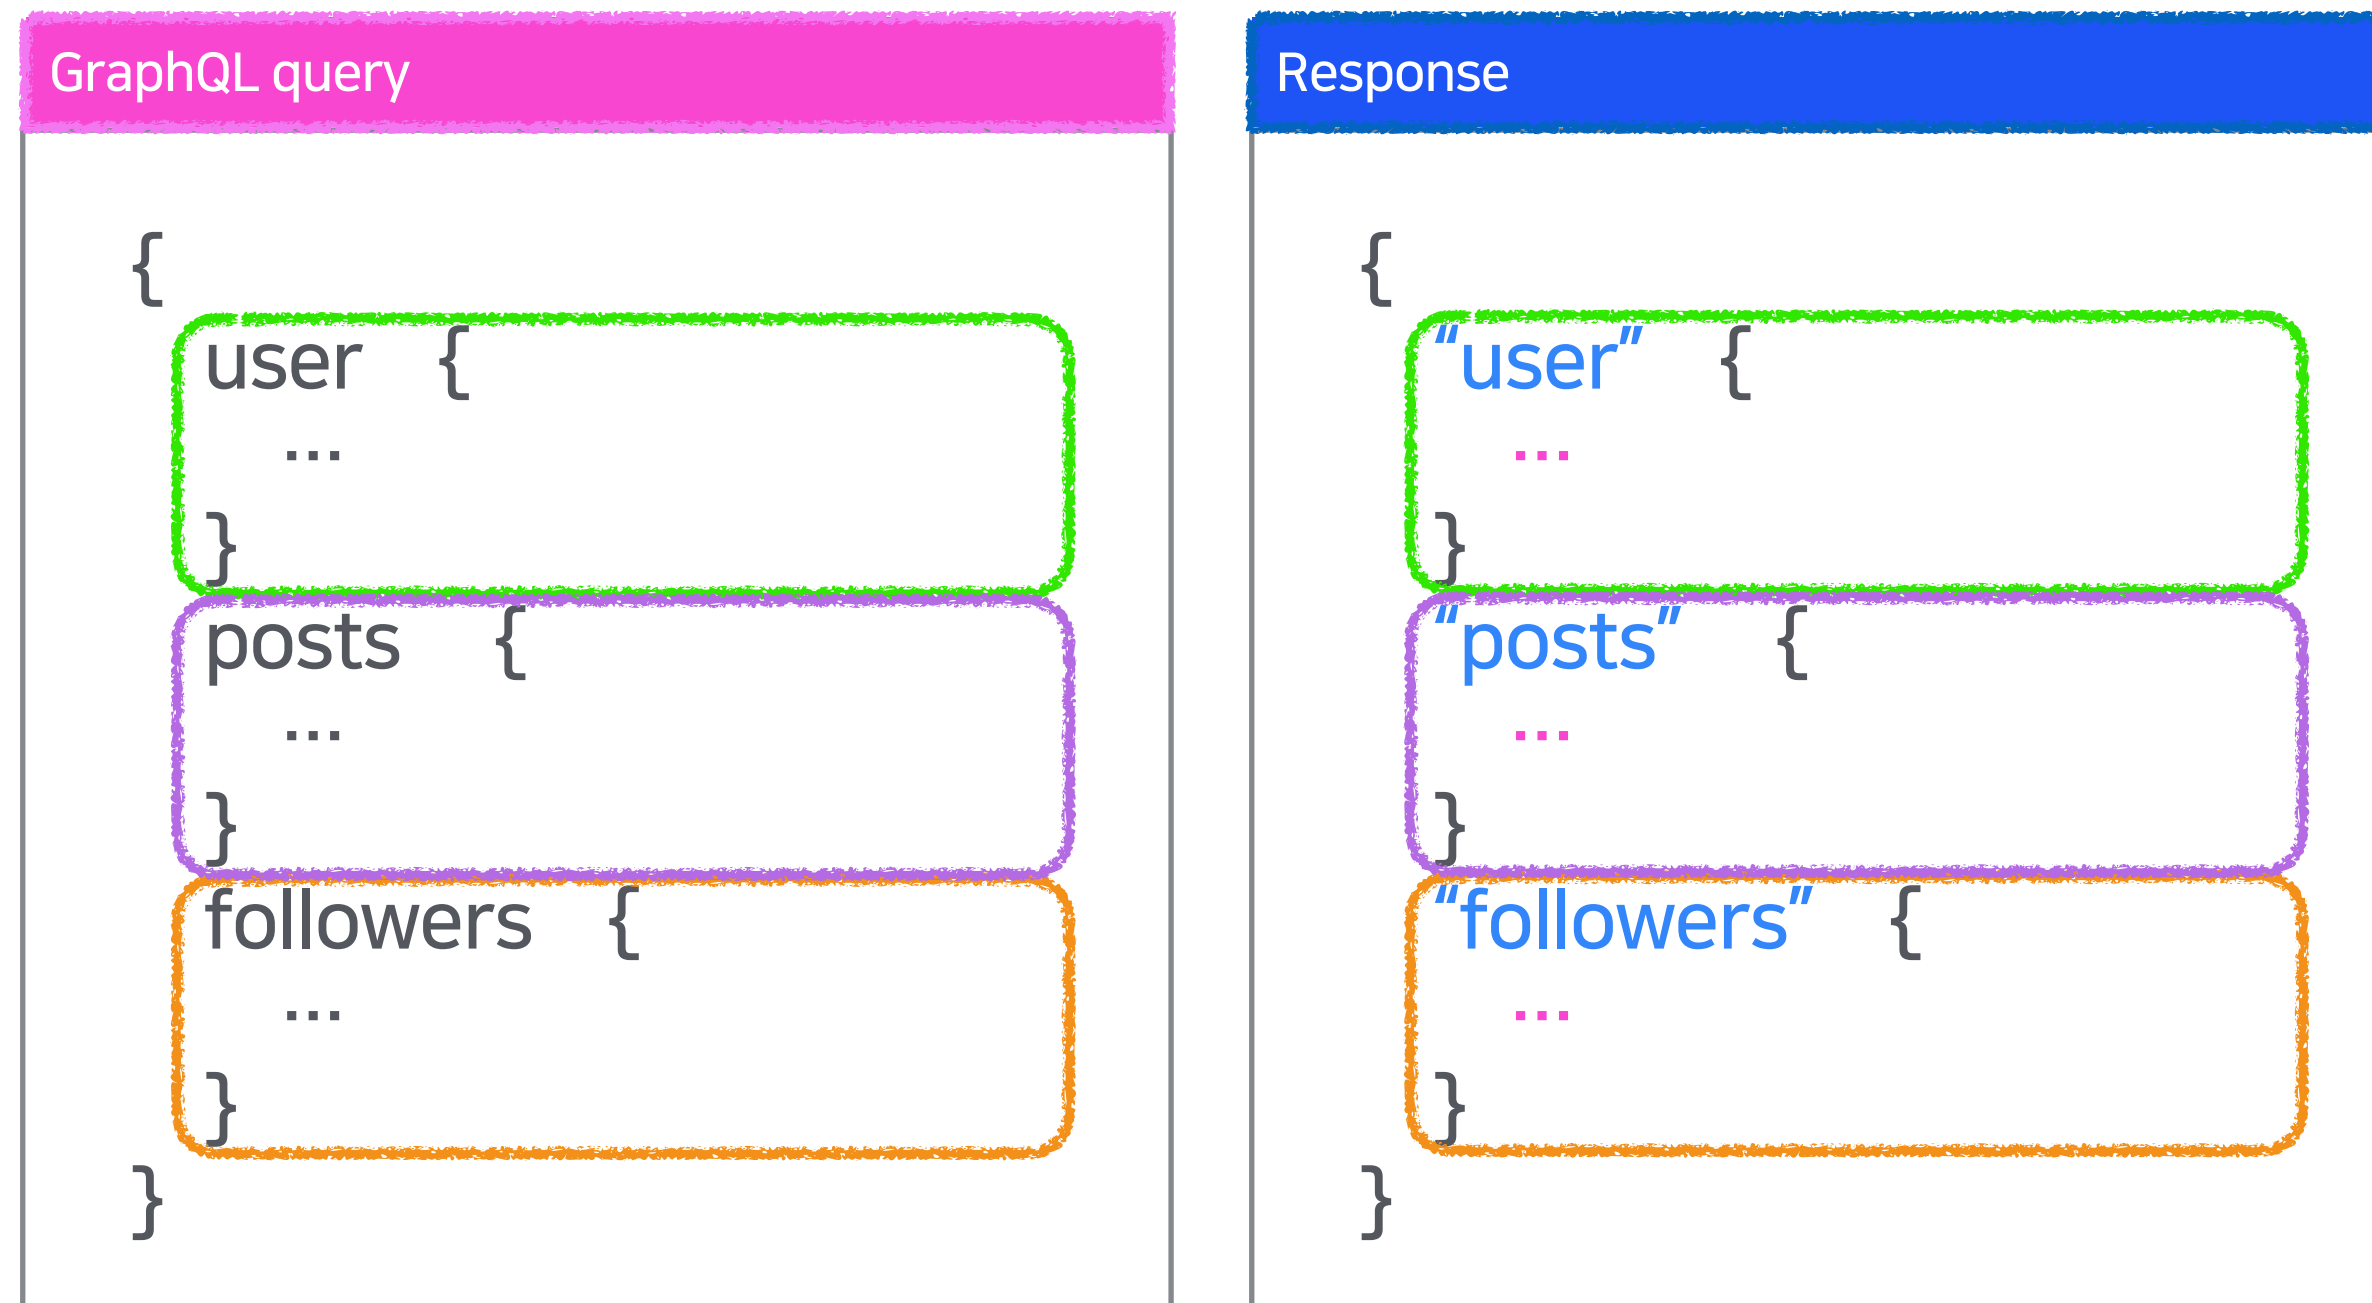 GraphQL query
{
user {
...
}
posts {
...
}
followers {
...
}
}
Response
{
“user” {
...
}
“posts” {
...
}
“followers” {
...
}
}